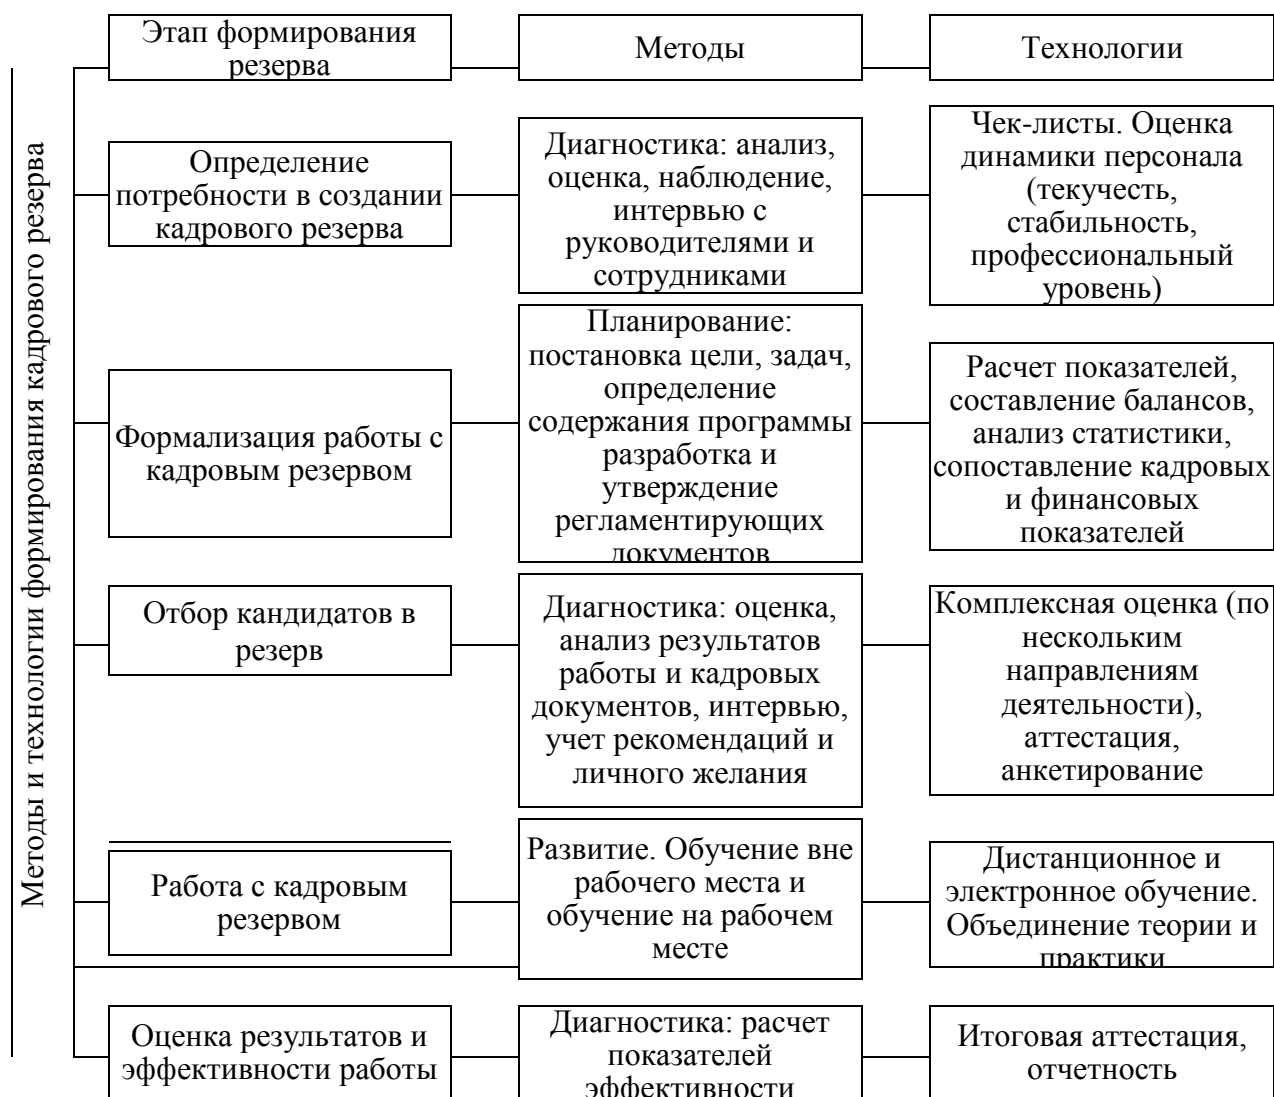 Методы и технологии формирования кадрового резерва
Этап формирования
резерва
Методы
Технологии
Определение
потребности в создании
кадрового резерва
Диагностика: анализ,
оценка, наблюдение,
интервью с
руководителями и
сотрудниками
Чек-листы. Оценка
динамики персонала
(текучесть,
стабильность,
профессиональный
уровень)
Формализация работы с
кадровым резервом
Планирование:
постановка цели, задач,
определение
содержания программы
разработка и
утверждение
регламентирующих
документов
Расчет показателей,
составление балансов,
анализ статистики,
сопоставление кадровых
и финансовых
показателей
Отбор кандидатов в
резерв
Диагностика: оценка,
анализ результатов
работы и кадровых
документов, интервью,
учет рекомендаций и
личного желания
Комплексная оценка (по
нескольким
направлениям
деятельности),
аттестация,
анкетирование
Работа с кадровым
резервом
Развитие. Обучение вне
рабочего места и
обучение на рабочем
месте
Дистанционное и
электронное обучение.
Объединение теории и
практики
Оценка результатов и
эффективности работы
Диагностика: расчет
показателей
эффективности
Итоговая аттестация,
отчетность